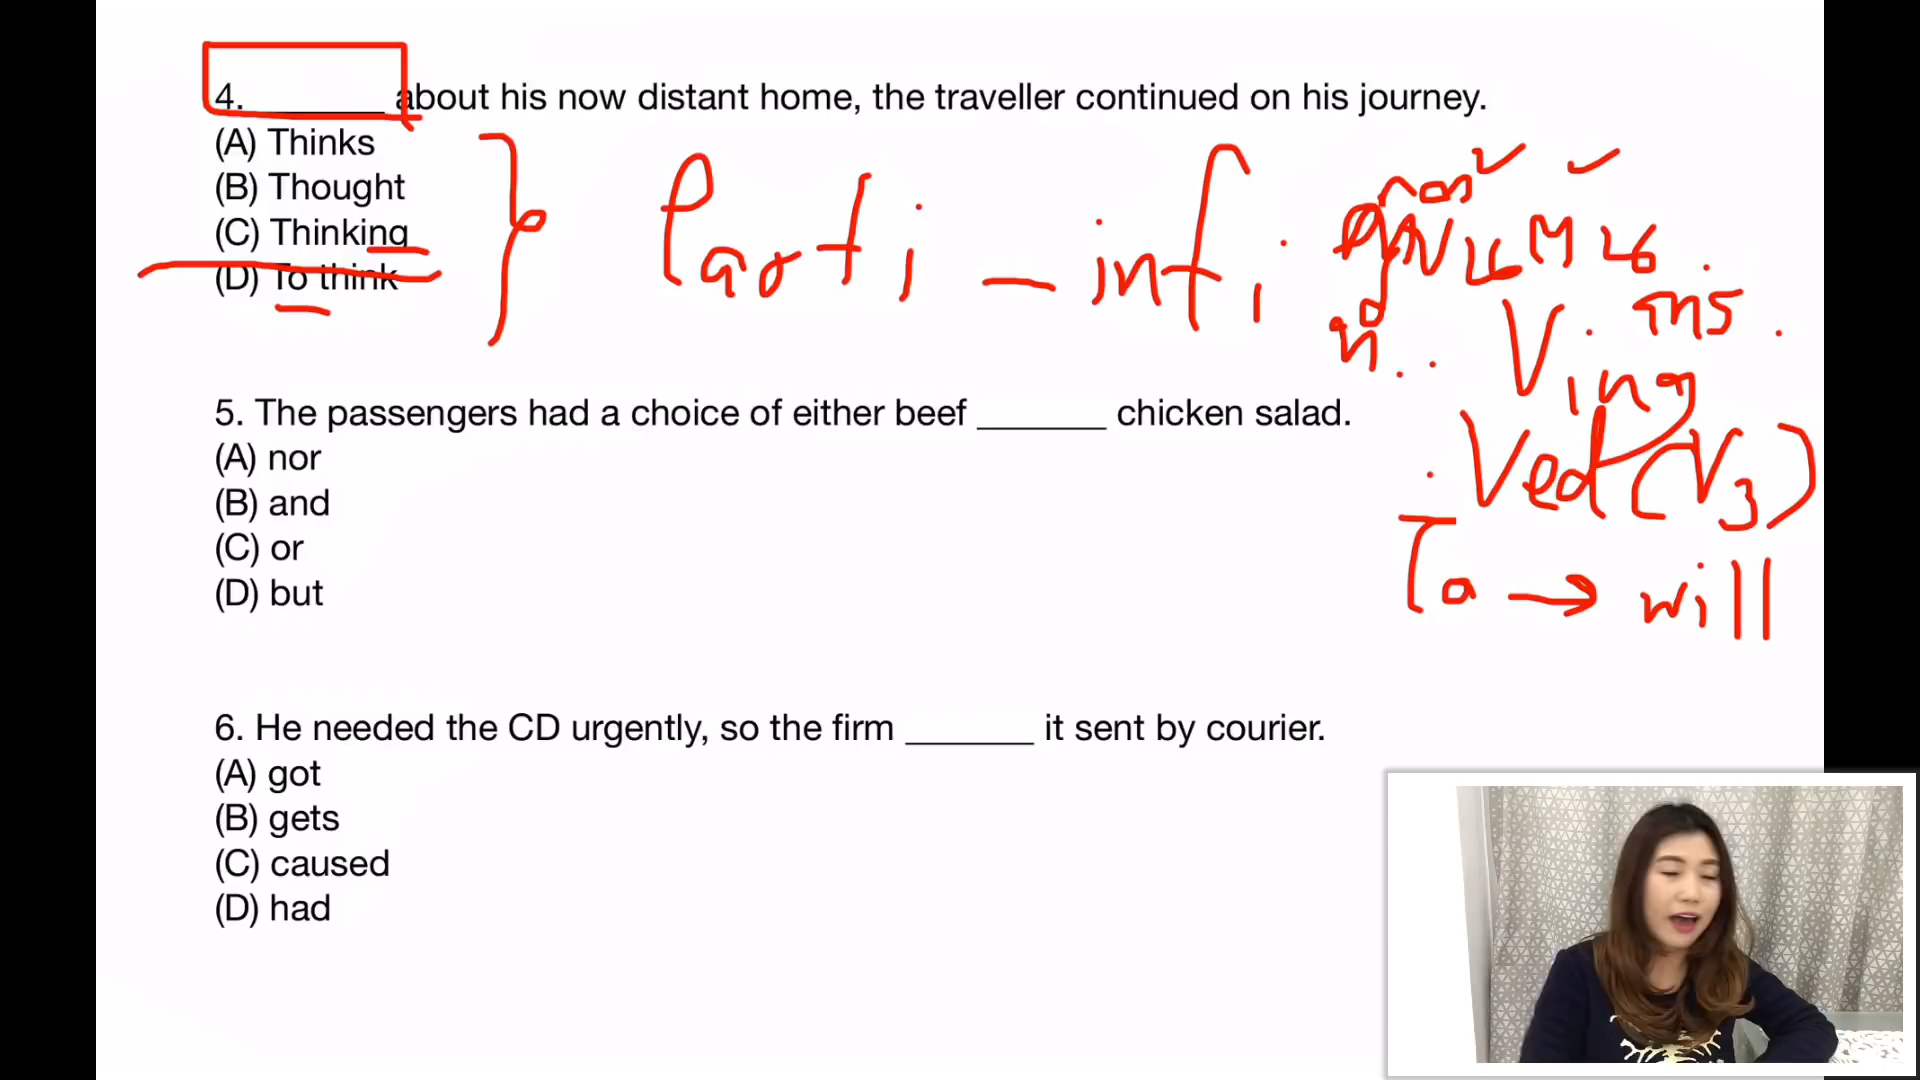 4. _______ about his now distant home, the traveller continued on his journey.
(A) Thinks
(B) Thought
(C) Thinking
(D) To think
Parti - infi
Ving
Ved (V3)
To → will
5. The passengers had a choice of either beef _______ chicken salad.
(A) nor
(B) and
(C) or
(D) but
6. He needed the CD urgently, so the firm _______ it sent by courier.
(A) got
(B) gets
(C) caused
(D) had